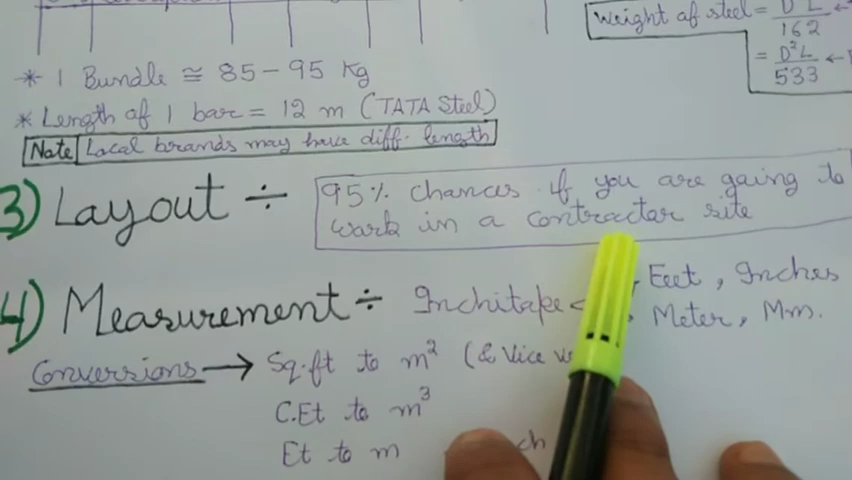 Weight of steel = D²L
162
= D²L
533
* 1 Bundle ≅ 85-95 Kg
* Length of 1 bar = 12 m (TATA Steel)
Note Local brands may have diff. length
3) Layout ÷ 95% chances if you are going to
work in a contractor site
4) Measurement ÷ Inchitape < Feet, Inches
Meter, Mm.
Conversions → Sq.ft to m² (& Vice
C.Ft to m³
Ft to m